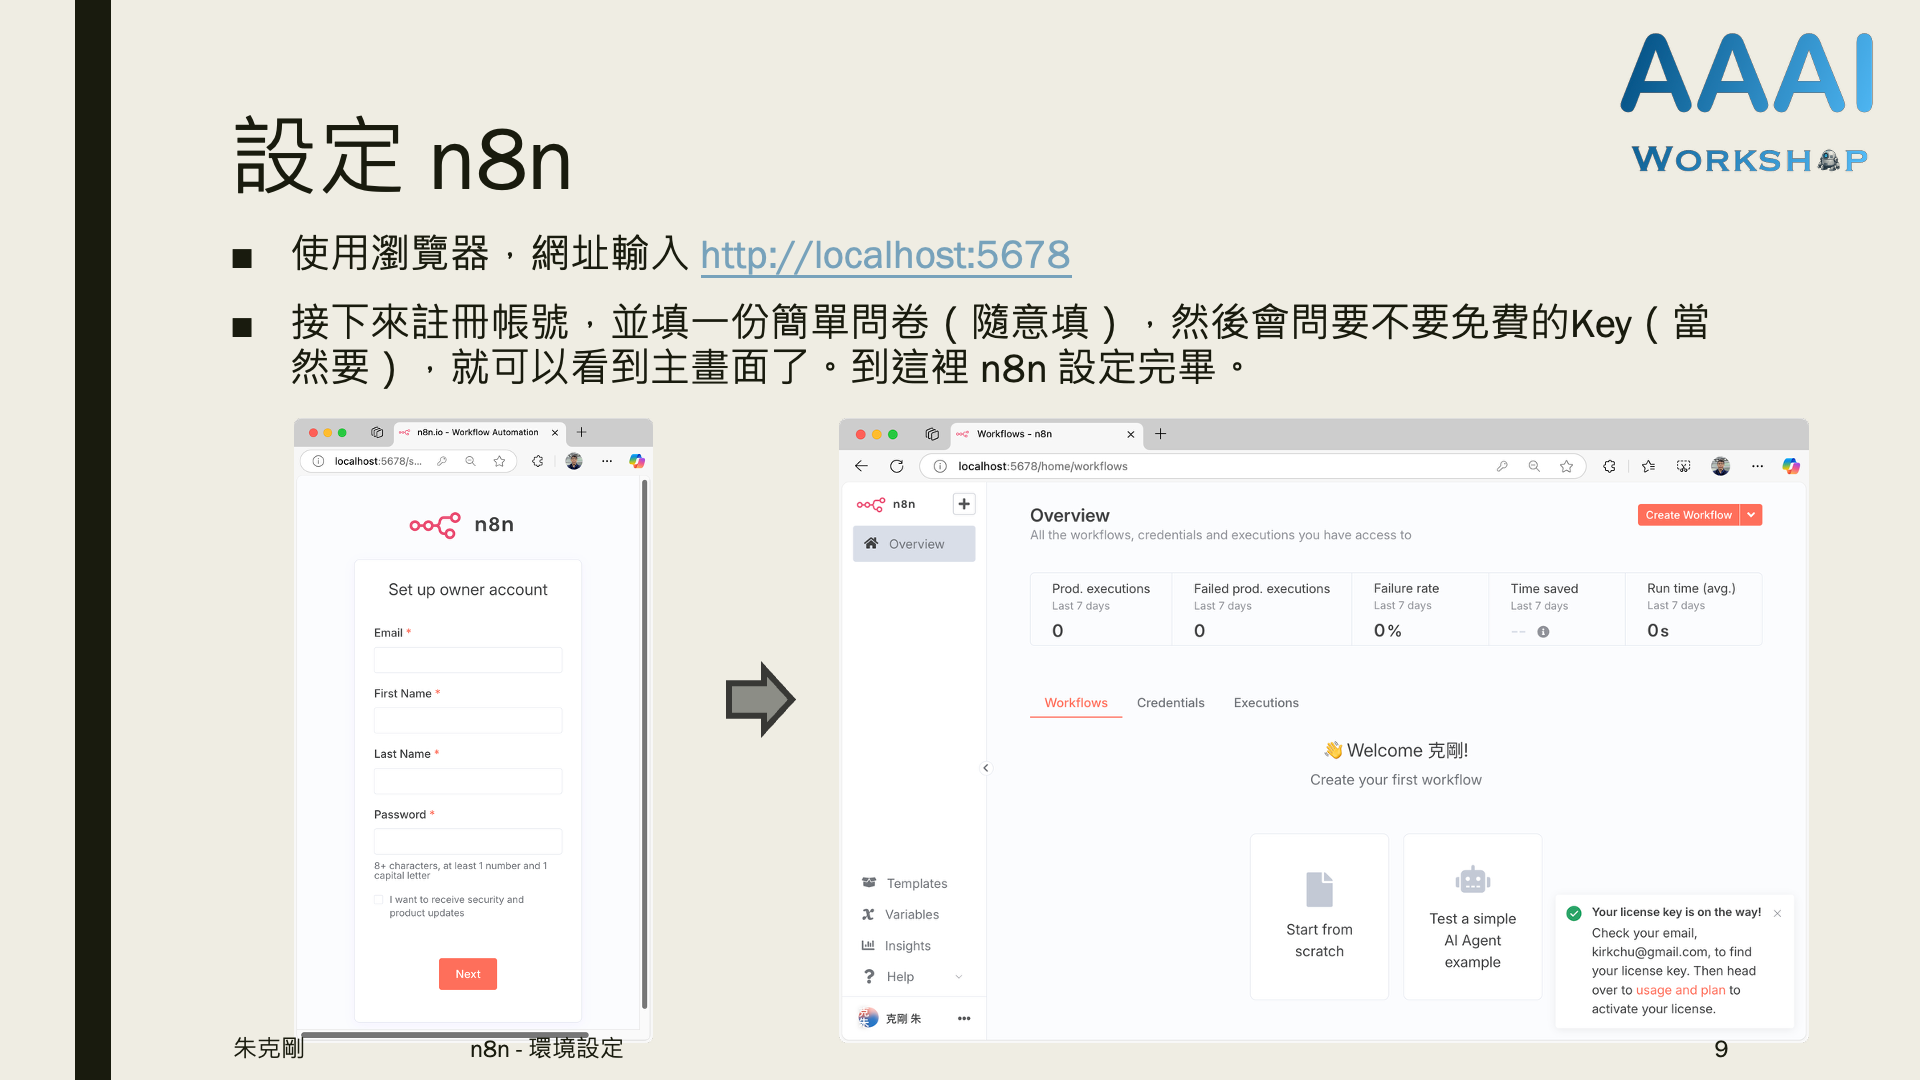 AAAI
WORKSHOP
設定 n8n
■ 使用瀏覽器，網址輸入 http://localhost:5678
■ 接下來註冊帳號，並填一份簡單問卷（隨意填），然後會問要不要免費的Key（當
然要），就可以看到主畫面了。到這裡 n8n 設定完畢。
n8n.io - Workflow Automation
localhost:5678/s...
n8n
Set up owner account
Email *
First Name *
Last Name *
Password *
8+ characters, at least 1 number and 1
capital letter
I want to receive security and
product updates
Next
Workflows - n8n
localhost:5678/home/workflows
n8n
Overview
Templates
Variables
Insights
Help
克剛 朱
Overview
All the workflows, credentials and executions you have access to
Create Workflow
Prod. executions
Last 7 days
0
Failed prod. executions
Last 7 days
0
Failure rate
Last 7 days
0%
Time saved
Last 7 days
--
Run time (avg.)
Last 7 days
0s
Workflows Credentials Executions
👋 Welcome 克剛!
Create your first workflow
Start from
scratch
Test a simple
AI Agent
example
Your license key is on the way!
Check your email,
kirkchu@gmail.com, to find
your license key. Then head
over to usage and plan to
activate your license.
朱克剛
n8n - 環境設定
9